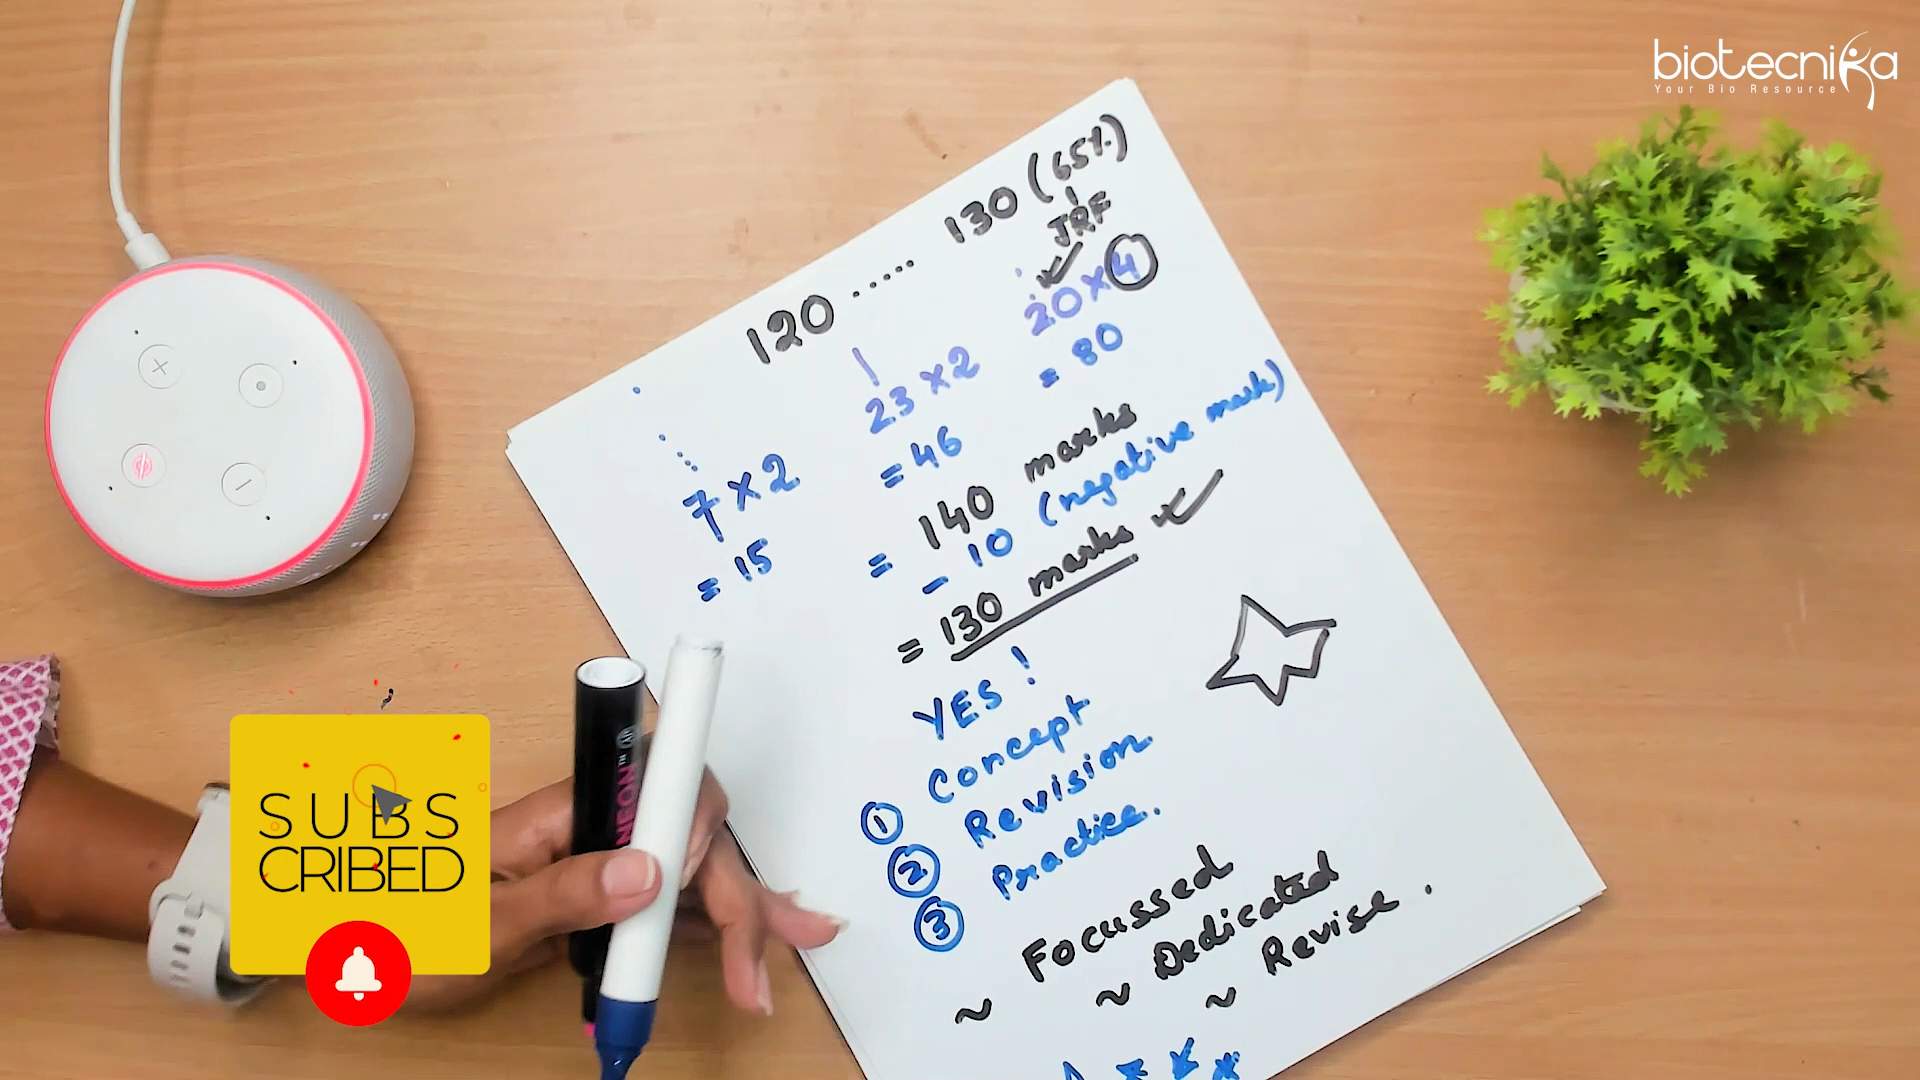 biotecnika
Your Bio Resource
120 ...... 130 (65%)
JRF
7 x 2
= 15
23 x 2
= 46
20 x 4
= 80
= 140 marks
- 10 (negative mark)
= 130 marks
YES !
1 Concept
2 Revision
3 Practice.
~ Focussed
~ Dedicated
~ Revise .
SUBS
CRIBED